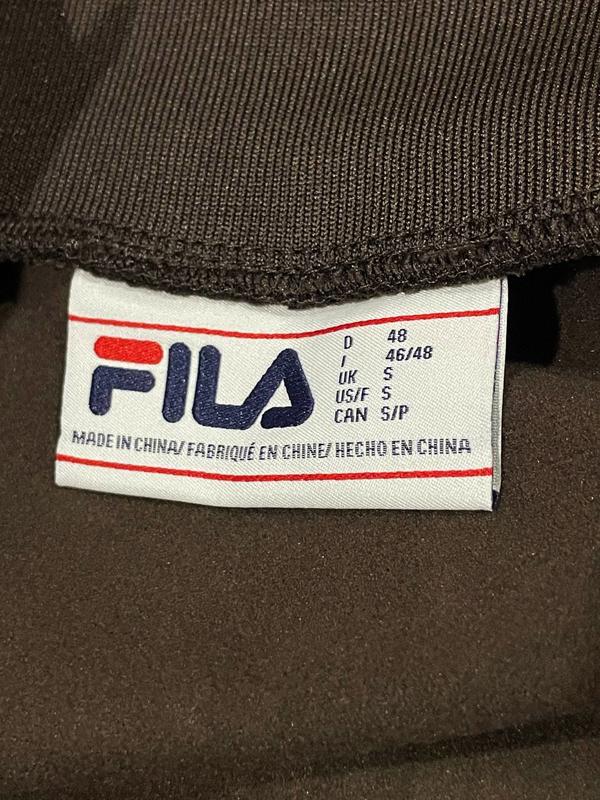 FILA
D 48
I 46/48
UK S
US/F S
CAN S/P
MADE IN CHINA/ FABRIQUÉ EN CHINE/ HECHO EN CHINA